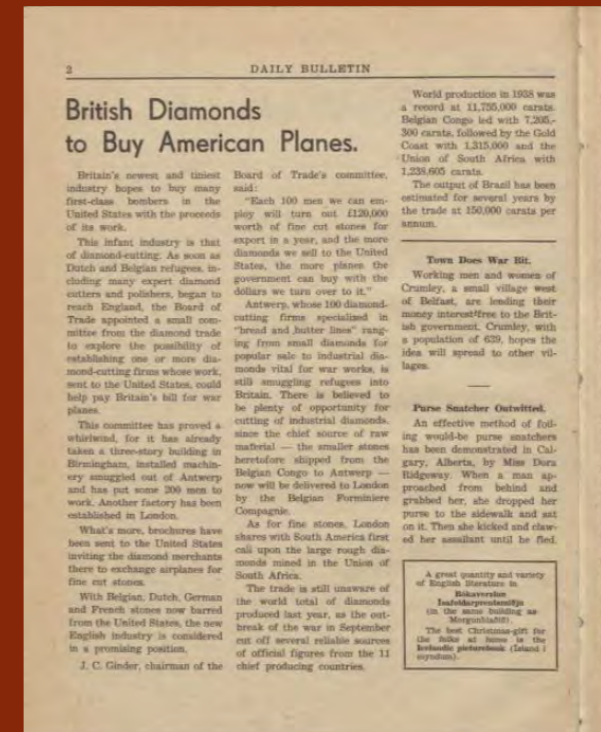 2
DAILY BULLETIN
British Diamonds
to Buy American Planes.
Britain's newest and tiniest
industry hopes to buy many
first-class bombers in the
United States with the proceeds
of its work.
This infant industry is that
of diamond-cutting. As soon as
Dutch and Belgian refugees, in-
cluding many expert diamond
cutters and polishers, began to
reach England, the Board of
Trade appointed a small com-
mittee from the diamond trade
to explore the possibility of
establishing one or more dia-
mond-cutting firms whose work,
sent to the United States, could
help pay Britain's bill for war
planes.
This committee has proved a
whirlwind, for it has already
taken a three-story building in
Birmingham, installed machin-
ery smuggled out of Antwerp
and has put some 200 men to
work. Another factory has been
established in London.
What's more, brochures have
been sent to the United States
inviting the diamond merchants
there to exchange airplanes for
fine cut stones.
With Belgian, Dutch, German
and French stones now barred
from the United States, the new
English industry is considered
in a promising position.
J. C. Ginder, chairman of the
Board of Trade's committee,
said:
"Each 100 men we can em-
ploy will turn out £120,000
worth of fine cut stones for
export in a year, and the more
diamonds we sell to the United
States, the more planes the
government can buy with the
dollars we turn over to it."
Antwerp, whose 100 diamond-
cutting firms specialized in
"bread and butter lines" rang-
ing from small diamonds for
popular sale to industrial dia-
monds vital for war works, is
still smuggling refugees into
Britain. There is believed to
be plenty of opportunity for
cutting of industrial diamonds,
since the chief source of raw
material — the smaller stones
heretofore shipped from the
Belgian Congo to Antwerp —
now will be delivered to London
by the Belgian Forminiere
Compagnie.
As for fine stones, London
shares with South America first
call upon the large rough dia-
monds mined in the Union of
South Africa.
The trade is still unaware of
the world total of diamonds
produced last year, as the out-
break of the war in September
cut off several reliable sources
of official figures from the 11
chief producing countries.
World production in 1938 was
a record at 11,755,000 carats.
Belgian Congo led with 7,205,-
300 carats, followed by the Gold
Coast with 1,315,000 and the
Union of South Africa with
1,238,605 carats.
The output of Brazil has been
estimated for several years by
the trade at 150,000 carats per
annum.
Town Does War Bit.
Working men and women of
Crumley, a small village west
of Belfast, are lending their
money interest free to the Brit-
ish government. Crumley, with
a population of 639, hopes the
idea will spread to other vil-
lages.
Purse Snatcher Outwitted.
An effective method of foil-
ing would-be purse snatchers
has been demonstrated in Cal-
gary, Alberta, by Miss Dora
Ridgeway. When a man ap-
proached from behind and
grabbed her, she dropped her
purse to the sidewalk and sat
on it. Then she kicked and claw-
ed her assailant until he fled.
A great quantity and variety
of English literature in
Bókaverslun
Ísafoldarprentsmiðju
(in the same building as
Morgunblaðið).
The best Christmas-gift for
the folks at home is the
Icelandic picturebook (Ísland í
myndum).